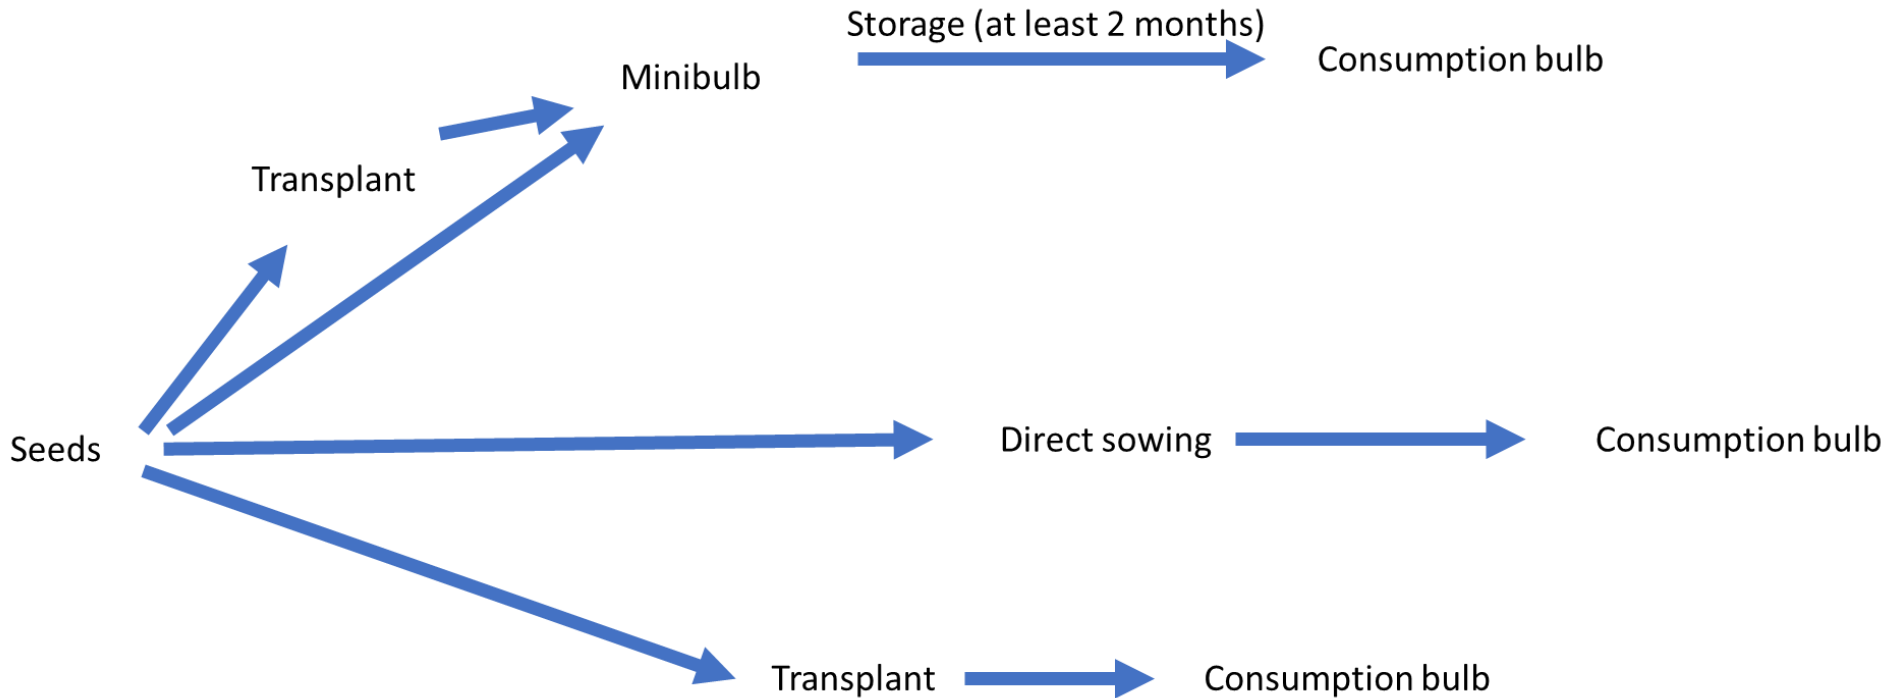 Storage (at least 2 months)
Minibulb
Consumption bulb
Transplant
Seeds
Direct sowing
Consumption bulb
Transplant
Consumption bulb